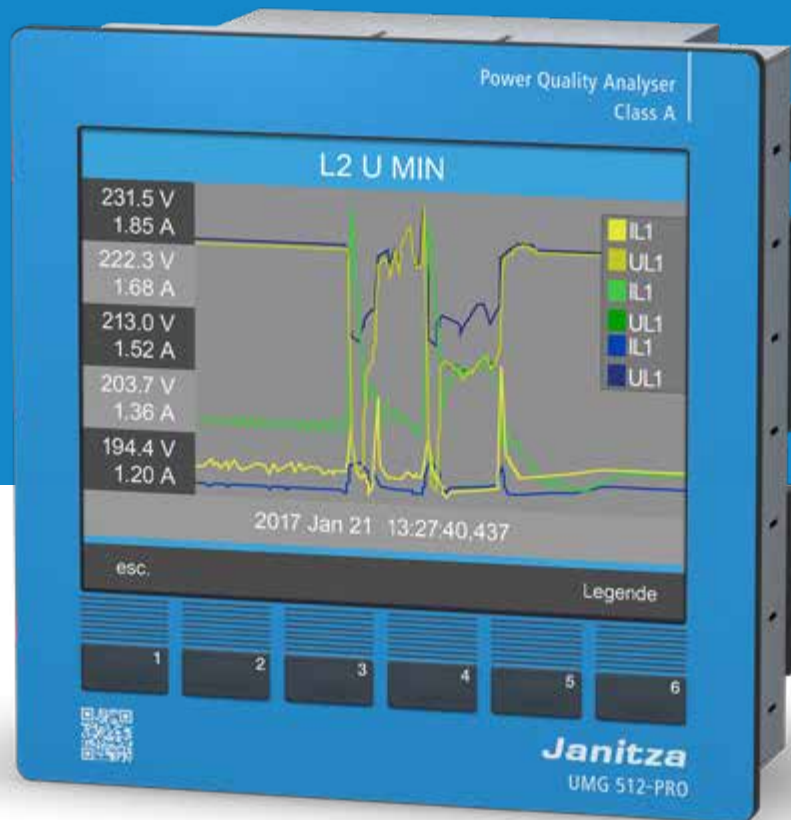 Power Quality Analyser
Class A
L2 U MIN
231.5 V
1.85 A
222.3 V
1.68 A
213.0 V
1.52 A
203.7 V
1.36 A
194.4 V
1.20 A
IL1
UL1
IL1
UL1
IL1
UL1
2017 Jan 21 13:27:40,437
esc.
Legende
1
2
3
4
5
6
Janitza
UMG 512-PRO